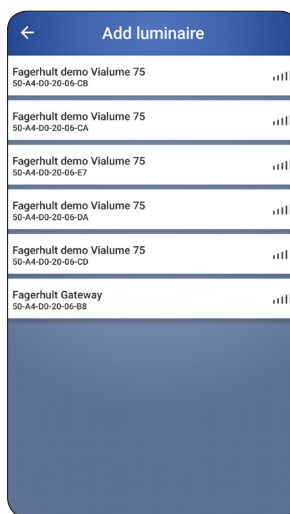 Add luminaire
Fagerhult demo Vialume 75
50-A4-D0-20-06-CB
Fagerhult demo Vialume 75
50-A4-D0-20-06-CA
Fagerhult demo Vialume 75
50-A4-D0-20-06-E7
Fagerhult demo Vialume 75
50-A4-D0-20-06-DA
Fagerhult demo Vialume 75
50-A4-D0-20-06-CD
Fagerhult Gateway
50-A4-D0-20-06-B8